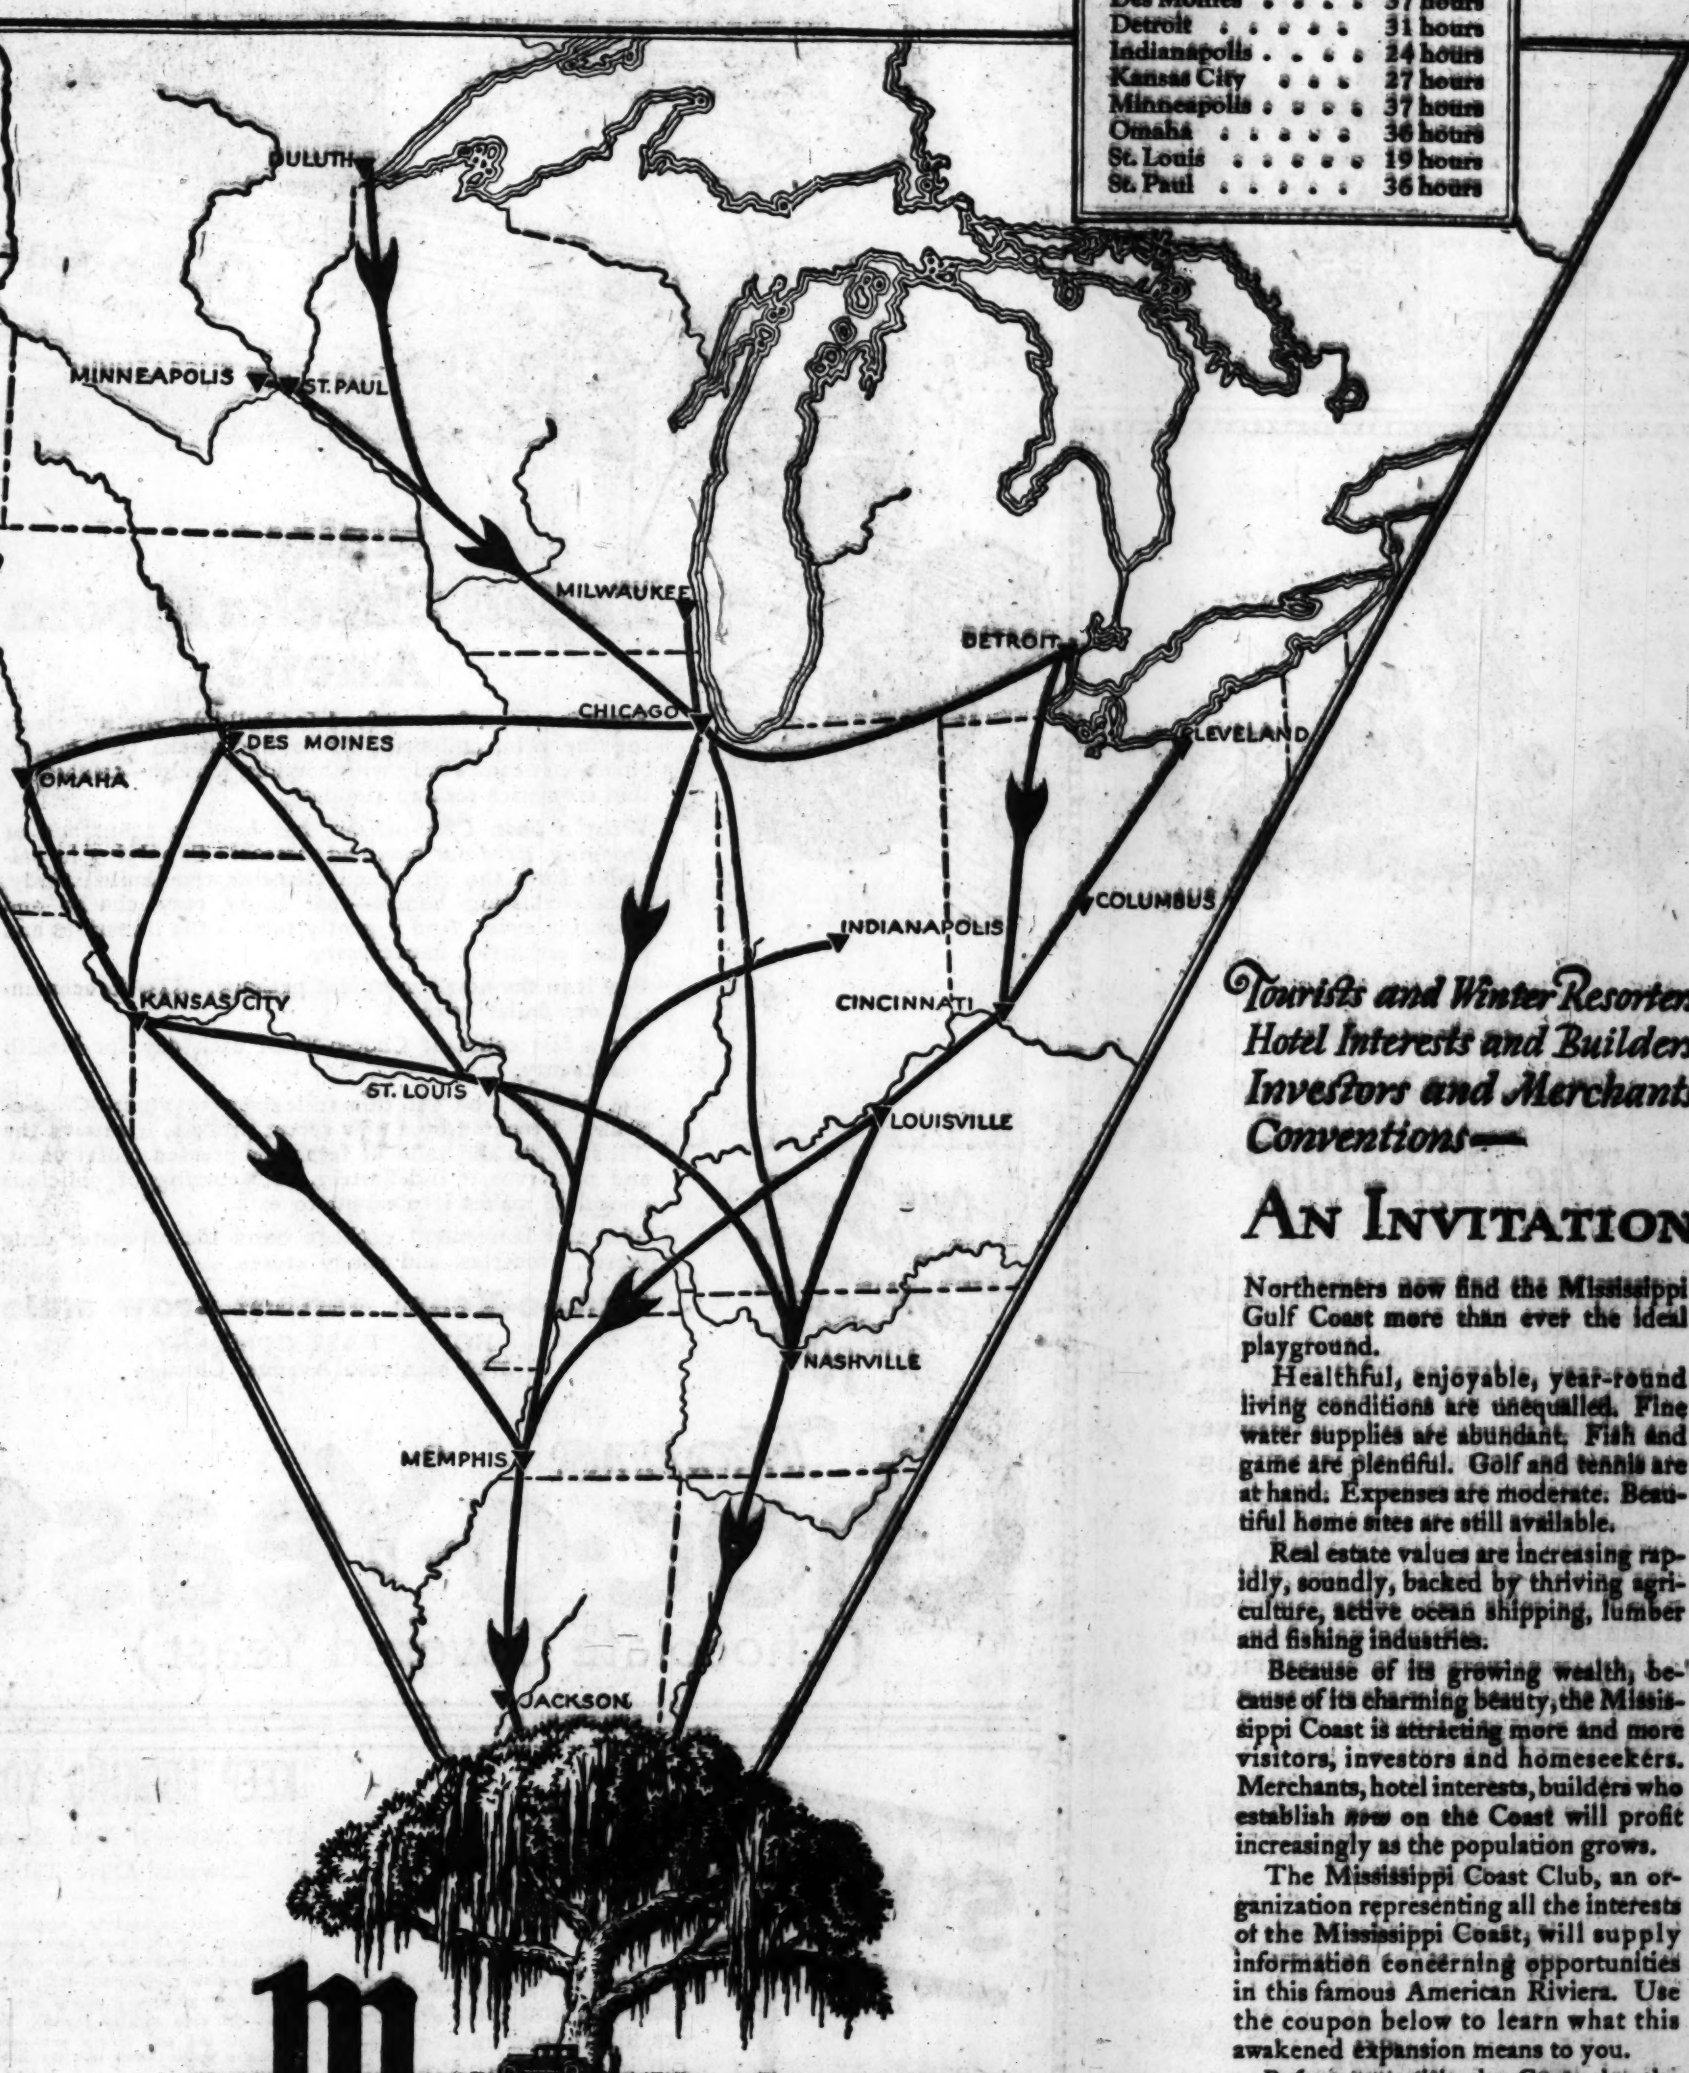 Des Moines . . . . 37 hours
Detroit . . . . . 31 hours
Indianapolis . . . . 24 hours
Kansas City . . . 27 hours
Minneapolis . . . . 37 hours
Omaha . . . . . 36 hours
St. Louis . . . . . 19 hours
St. Paul . . . . . 36 hours
DULUTH
MINNEAPOLIS
ST. PAUL
MILWAUKEE
DETROIT
CHICAGO
CLEVELAND
DES MOINES
OMAHA
COLUMBUS
INDIANAPOLIS
KANSAS CITY
CINCINNATI
ST. LOUIS
LOUISVILLE
NASHVILLE
MEMPHIS
JACKSON
Tourists and Winter Resorters
Hotel Interests and Builders
Investors and Merchants
Conventions—
AN INVITATION
Northerners now find the Mississippi
Gulf Coast more than ever the ideal
playground.
Healthful, enjoyable, year-round
living conditions are unequalled. Fine
water supplies are abundant. Fish and
game are plentiful. Golf and tennis are
at hand. Expenses are moderate. Beau-
tiful home sites are still available.
Real estate values are increasing rap-
idly, soundly, backed by thriving agri-
culture, active ocean shipping, lumber
and fishing industries.
Because of its growing wealth, be-
cause of its charming beauty, the Missis-
sippi Coast is attracting more and more
visitors, investors and homeseekers.
Merchants, hotel interests, builders who
establish now on the Coast will profit
increasingly as the population grows.
The Mississippi Coast Club, an or-
ganization representing all the interests
of the Mississippi Coast, will supply
information concerning opportunities
in this famous American Riviera. Use
the coupon below to learn what this
awakened expansion means to you.
m